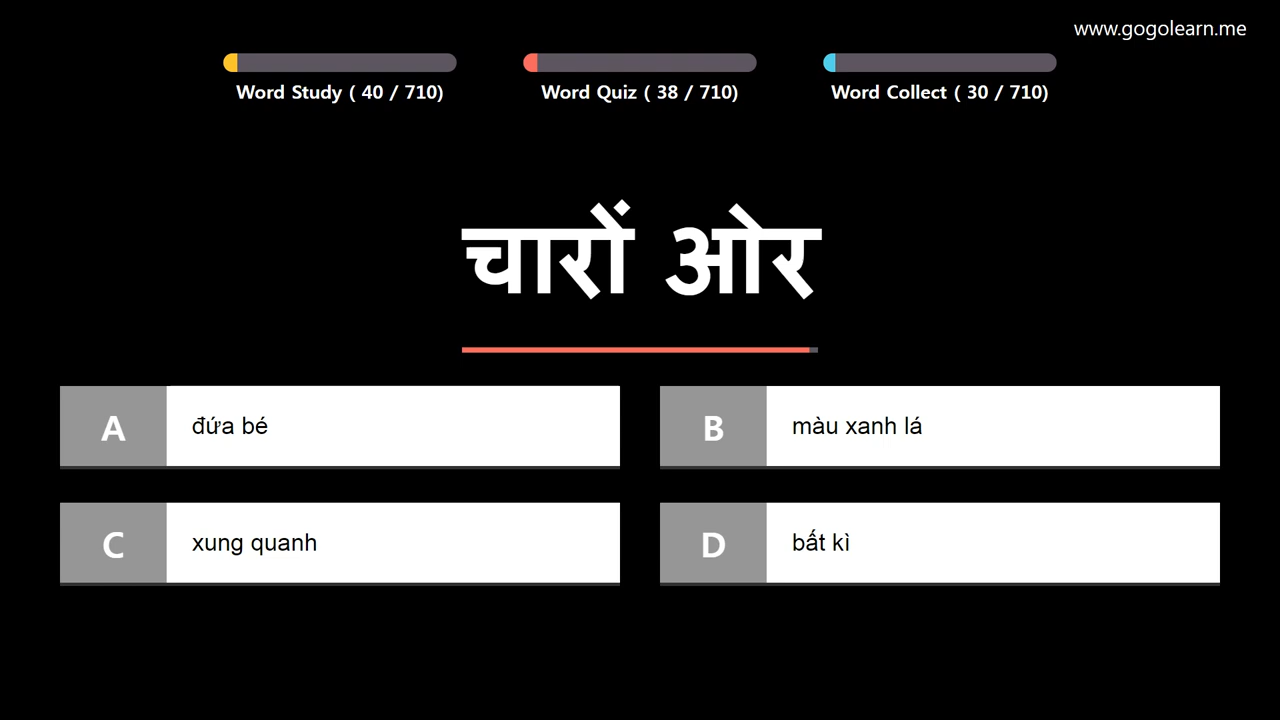 www.gogolearn.me
Word Study ( 40 / 710)
Word Quiz ( 38 / 710)
Word Collect ( 30 / 710)
चारों ओर
A
đứa bé
B
màu xanh lá
C
xung quanh
D
bất kì